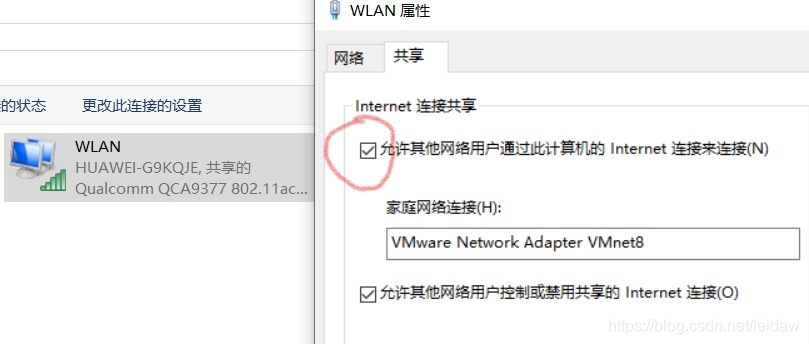 WLAN 属性
网络
共享
的状态
更改此连接的设置
Internet 连接共享
WLAN
HUAWEI-G9KQJE, 共享的
Qualcomm QCA9377 802.11ac...
允许其他网络用户通过此计算机的 Internet 连接来连接(N)
家庭网络连接(H):
VMware Network Adapter VMnet8
允许其他网络用户控制或禁用共享的 Internet 连接(O)
https://blog.csdn.net/leidaw